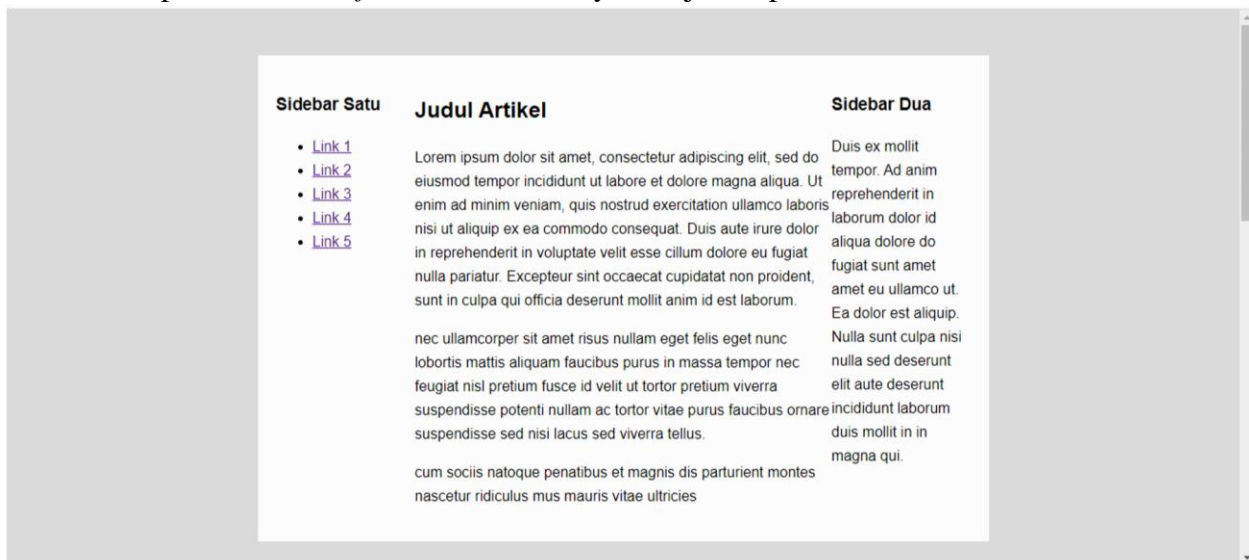 Sidebar Satu
Link 1
Link 2
Link 3
Link 4
Link 5
Judul Artikel
Lorem ipsum dolor sit amet, consectetur adipiscing elit, sed do
eiusmod tempor incididunt ut labore et dolore magna aliqua. Ut
enim ad minim veniam, quis nostrud exercitation ullamco laboris
nisi ut aliquip ex ea commodo consequat. Duis aute irure dolor
in reprehenderit in voluptate velit esse cillum dolore eu fugiat
nulla pariatur. Excepteur sint occaecat cupidatat non proident,
sunt in culpa qui officia deserunt mollit anim id est laborum.
nec ullamcorper sit amet risus nullam eget felis eget nunc
lobortis mattis aliquam faucibus purus in massa tempor nec
feugiat nisl pretium fusce id velit ut tortor pretium viverra
suspendisse potenti nullam ac tortor vitae purus faucibus ornare
suspendisse sed nisi lacus sed viverra tellus.
cum sociis natoque penatibus et magnis dis parturient montes
nascetur ridiculus mus mauris vitae ultricies
Sidebar Dua
Duis ex mollit
tempor. Ad anim
reprehenderit in
laborum dolor id
aliqua dolore do
fugiat sunt amet
amet eu ullamco ut.
Ea dolor est aliquip.
Nulla sunt culpa nisi
nulla sed deserunt
elit aute deserunt
incididunt laborum
duis mollit in in
magna qui.